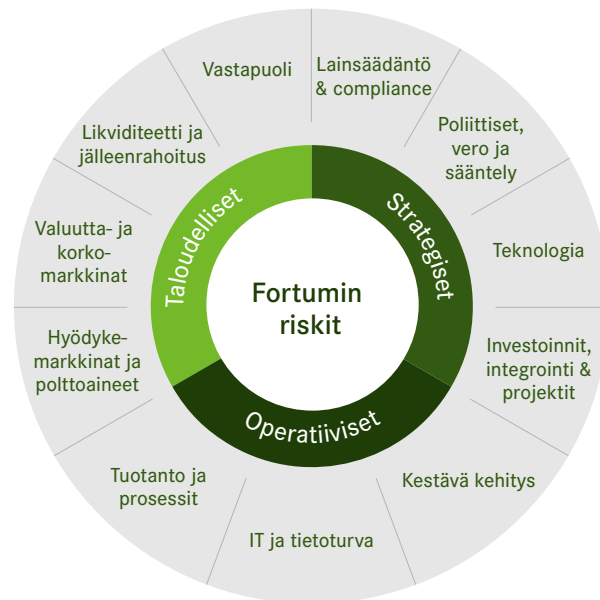 Fortumin
riskit
Strategiset
Operatiiviset
Taloudelliset
Lainsäädäntö
& compliance
Poliittiset,
vero ja
sääntely
Teknologia
Investoinnit,
integrointi &
projektit
Kestävä kehitys
IT ja tietoturva
Tuotanto ja
prosessit
Hyödyke-
markkinat ja
polttoaineet
Valuutta- ja
korko-
markkinat
Likviditeetti ja
jälleenrahoitus
Vastapuoli